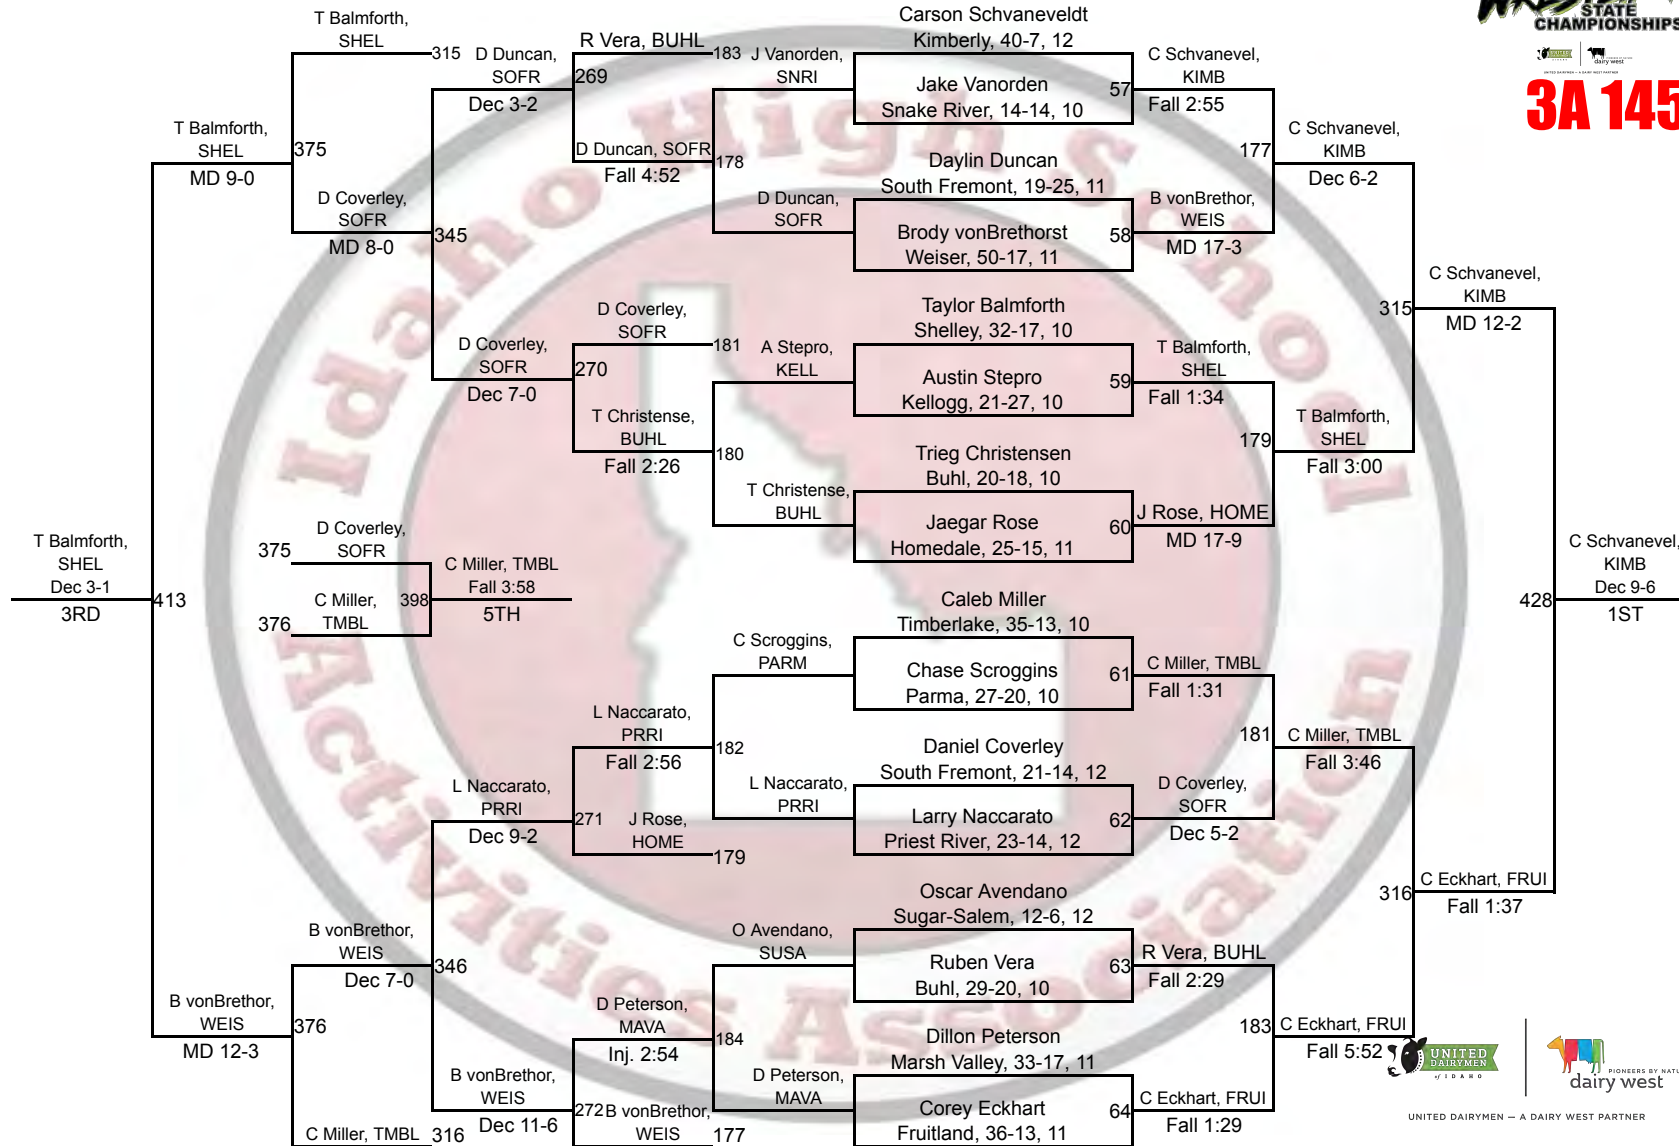 WRESTLING
STATE
CHAMPIONSHIPS
dairy west
3A 145
Idaho High School
Activities Association
T Balmforth,
SHEL
315
D Duncan,
SOFR
Dec 3-2
R Vera, BUHL
183
269
D Duncan, SOFR
Fall 4:52
178
J Vanorden,
SNRI
D Duncan,
SOFR
T Balmforth,
SHEL
MD 9-0
375
D Coverley,
SOFR
MD 8-0
345
D Coverley,
SOFR
Dec 7-0
D Coverley,
SOFR
181
270
T Christense,
BUHL
Fall 2:26
180
A Stepro,
KELL
T Christense,
BUHL
T Balmforth,
SHEL
Dec 3-1
3RD
413
375
D Coverley,
SOFR
376
C Miller,
TMBL
398
C Miller, TMBL
Fall 3:58
5TH
C Scroggins,
PARM
L Naccarato,
PRRI
Fall 2:56
182
L Naccarato,
PRRI
L Naccarato,
PRRI
Dec 9-2
271
J Rose,
HOME
179
B vonBrethor,
WEIS
Dec 7-0
346
O Avendano,
SUSA
D Peterson,
MAVA
Inj. 2:54
184
D Peterson,
MAVA
B vonBrethor,
WEIS
MD 12-3
376
B vonBrethor,
WEIS
Dec 11-6
272
B vonBrethor,
WEIS
177
C Miller, TMBL
316
Carson Schvaneveldt
Kimberly, 40-7, 12
Jake Vanorden
Snake River, 14-14, 10
57
C Schvanevel,
KIMB
Fall 2:55
Daylin Duncan
South Fremont, 19-25, 11
Brody vonBrethorst
Weiser, 50-17, 11
58
B vonBrethor,
WEIS
MD 17-3
177
C Schvanevel,
KIMB
Dec 6-2
Taylor Balmforth
Shelley, 32-17, 10
Austin Stepro
Kellogg, 21-27, 10
59
T Balmforth,
SHEL
Fall 1:34
Trieg Christensen
Buhl, 20-18, 10
Jaegar Rose
Homedale, 25-15, 11
60
J Rose, HOME
MD 17-9
179
T Balmforth,
SHEL
Fall 3:00
315
C Schvanevel,
KIMB
MD 12-2
Caleb Miller
Timberlake, 35-13, 10
Chase Scroggins
Parma, 27-20, 10
61
C Miller, TMBL
Fall 1:31
Daniel Coverley
South Fremont, 21-14, 12
Larry Naccarato
Priest River, 23-14, 12
62
D Coverley,
SOFR
Dec 5-2
181
C Miller, TMBL
Fall 3:46
Oscar Avendano
Sugar-Salem, 12-6, 12
Ruben Vera
Buhl, 29-20, 10
63
R Vera, BUHL
Fall 2:29
Dillon Peterson
Marsh Valley, 33-17, 11
Corey Eckhart
Fruitland, 36-13, 11
64
C Eckhart, FRUI
Fall 1:29
183
C Eckhart, FRUI
Fall 5:52
316
C Eckhart, FRUI
Fall 1:37
428
C Schvanevel,
KIMB
Dec 9-6
1ST
UNITED
DAIRYMEN
of IDAHO
PIONEERS BY NATU
dairy west
UNITED DAIRYMEN — A DAIRY WEST PARTNER